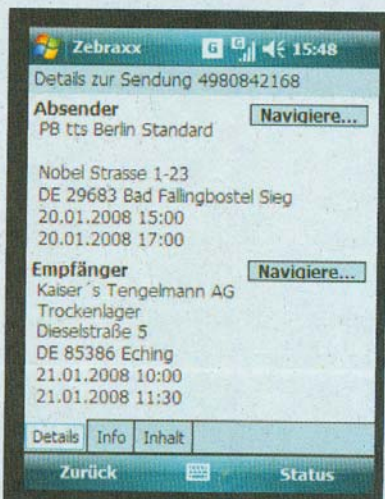 Zebraxx G G 15:48
Details zur Sendung 4980842168
Absender Navigiere...
PB tts Berlin Standard
Nobel Strasse 1-23
DE 29683 Bad Fallingbostel Sieg
20.01.2008 15:00
20.01.2008 17:00
Empfänger Navigiere...
Kaiser´s Tengelmann AG
Trockenlager
Dieselstraße 5
DE 85386 Eching
21.01.2008 10:00
21.01.2008 11:30
Details Info Inhalt
Zurück Status